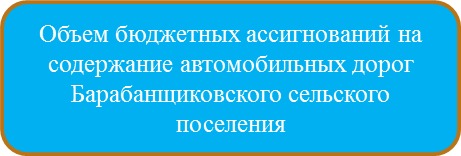 Объем бюджетных ассигнований на
содержание автомобильных дорог
Барабанщиковского сельского
поселения